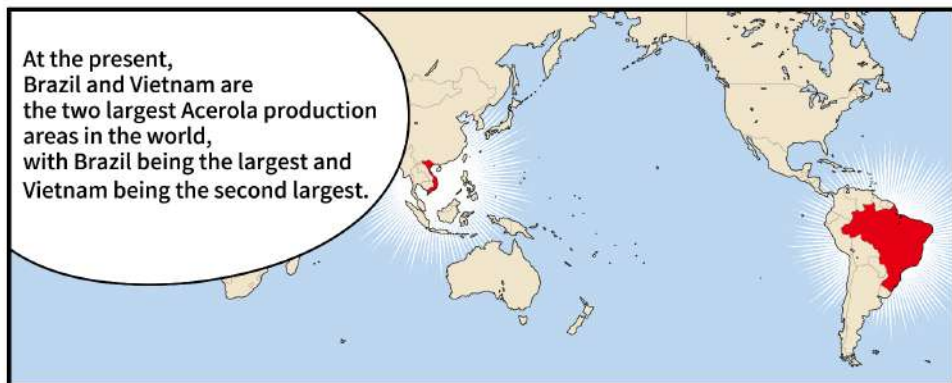 At the present,
Brazil and Vietnam are
the two largest Acerola production
areas in the world,
with Brazil being the largest and
Vietnam being the second largest.